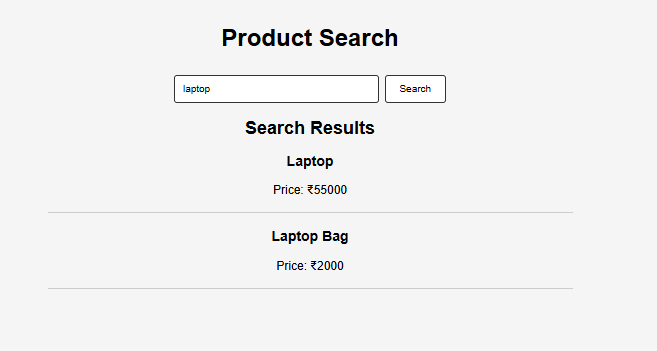 Product Search
laptop Search
Search Results
Laptop
Price: ₹55000
Laptop Bag
Price: ₹2000